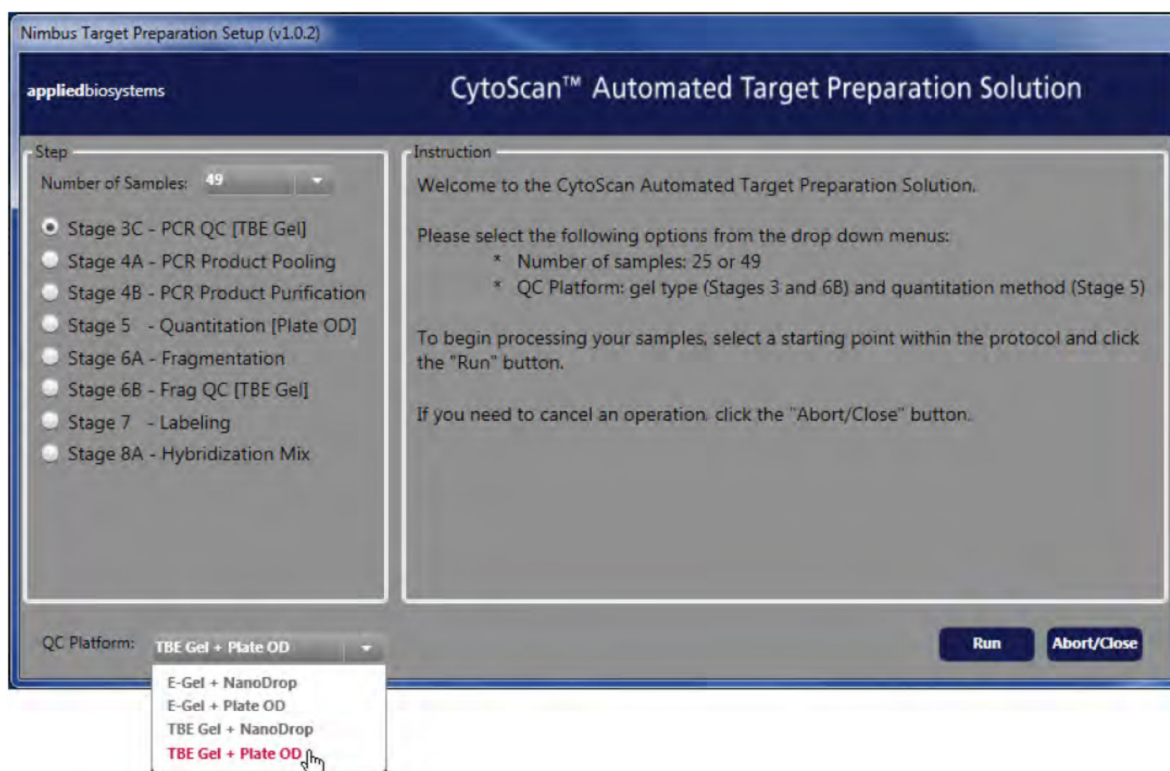 Nimbus Target Preparation Setup (v1.0.2)
appliedbiosystems
CytoScan™ Automated Target Preparation Solution
Step
Number of Samples: 49
Stage 3C - PCR QC [TBE Gel]
Stage 4A - PCR Product Pooling
Stage 4B - PCR Product Purification
Stage 5 - Quantitation [Plate OD]
Stage 6A - Fragmentation
Stage 6B - Frag QC [TBE Gel]
Stage 7 - Labeling
Stage 8A - Hybridization Mix
Instruction
Welcome to the CytoScan Automated Target Preparation Solution.
Please select the following options from the drop down menus:
* Number of samples: 25 or 49
* QC Platform: gel type (Stages 3 and 6B) and quantitation method (Stage 5)
To begin processing your samples, select a starting point within the protocol and click
the "Run" button.
If you need to cancel an operation, click the "Abort/Close" button.
QC Platform: TBE Gel + Plate OD
E-Gel + NanoDrop
E-Gel + Plate OD
TBE Gel + NanoDrop
TBE Gel + Plate OD
Run
Abort/Close